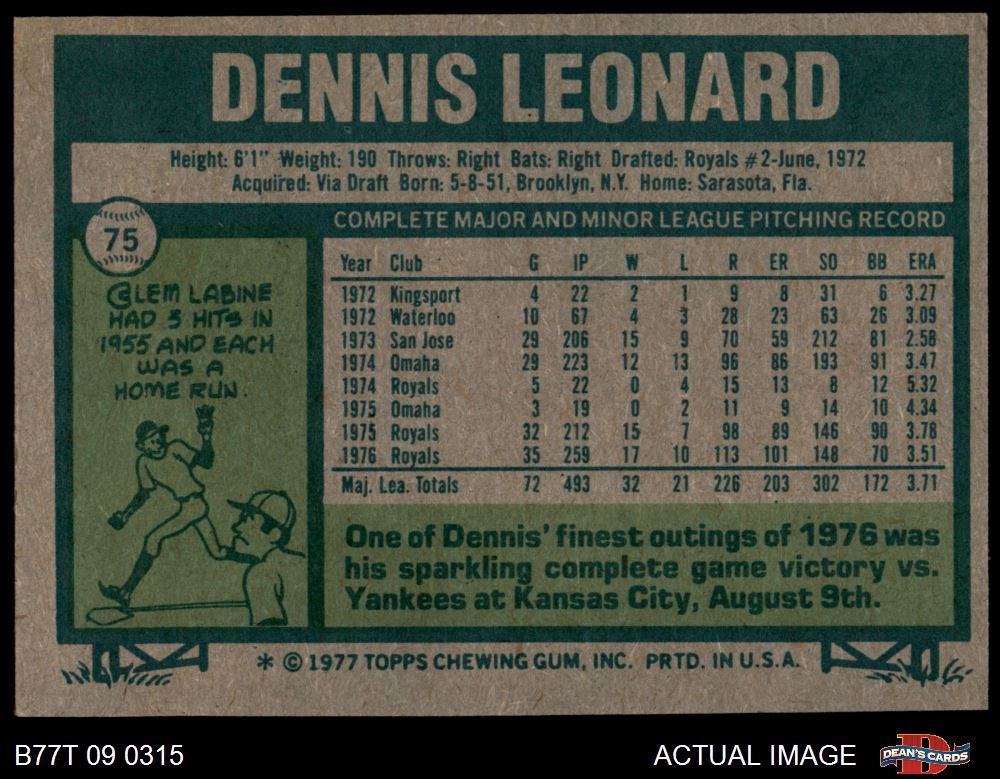 DENNIS LEONARD
Height: 6'1" Weight: 190 Throws: Right Bats: Right Drafted: Royals #2-June, 1972
Acquired: Via Draft Born: 5-8-51, Brooklyn, N.Y. Home: Sarasota, Fla.
75
COMPLETE MAJOR AND MINOR LEAGUE PITCHING RECORD
CLEM LABINE
HAD 3 HITS IN
1955 AND EACH
WAS A
HOME RUN.
Year Club G IP W L R ER SO BB ERA
1972 Kingsport 4 22 2 1 9 8 31 6 3.27
1972 Waterloo 10 67 4 3 28 23 63 26 3.09
1973 San Jose 29 206 15 9 70 59 212 81 2.58
1974 Omaha 29 223 12 13 96 86 193 91 3.47
1974 Royals 5 22 0 4 15 13 8 12 5.32
1975 Omaha 3 19 0 2 11 9 14 10 4.34
1975 Royals 32 212 15 7 98 89 146 90 3.78
1976 Royals 35 259 17 10 113 101 148 70 3.51
Maj. Lea. Totals 72 493 32 21 226 203 302 172 3.71
One of Dennis' finest outings of 1976 was
his sparkling complete game victory vs.
Yankees at Kansas City, August 9th.
* © 1977 TOPPS CHEWING GUM, INC. PRTD. IN U.S.A.
B77T 09 0315
ACTUAL IMAGE
D
DEAN'S CARDS